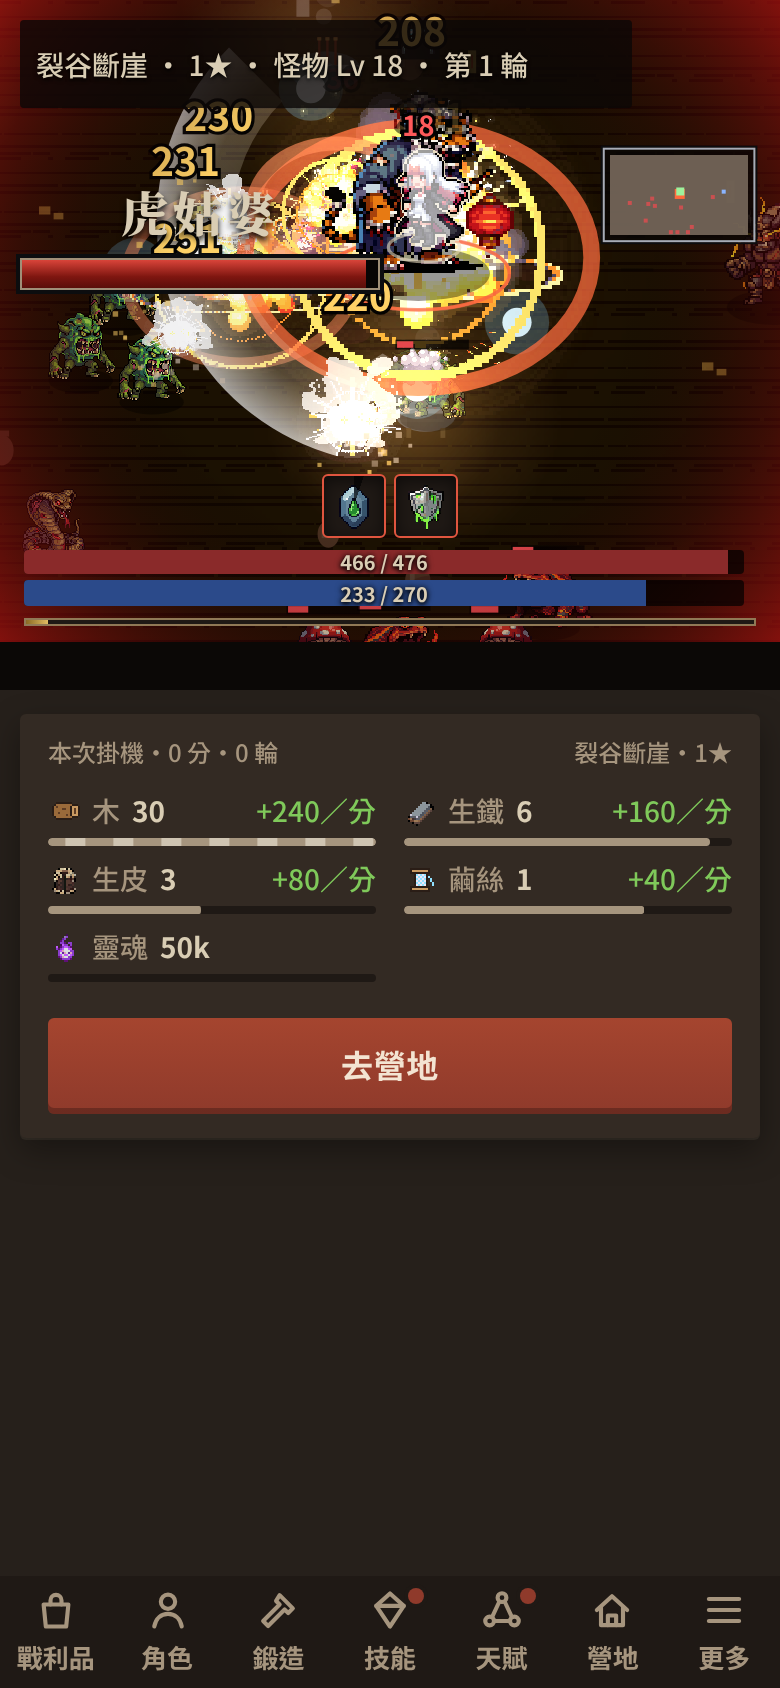 208
裂谷斷崖 • 1★ • 怪物 Lv 18 • 第 1 輪
230
18
231
虎姑婆
231
220
466 / 476
233 / 270
本次掛機・0 分・0 輪
裂谷斷崖・1★
木 30 +240／分
生鐵 6 +160／分
生皮 3 +80／分
繭絲 1 +40／分
靈魂 50k
去營地
戰利品
角色
鍛造
技能
天賦
營地
更多